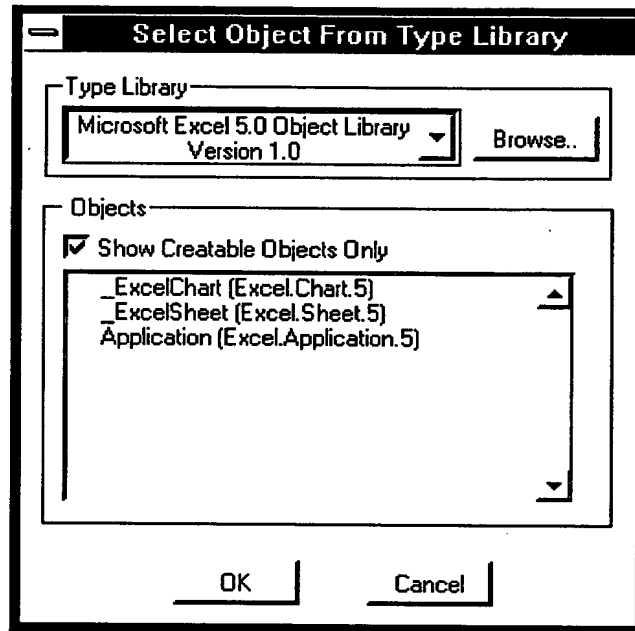 Select Object From Type Library
Type Library
Microsoft Excel 5.0 Object Library
Version 1.0
Browse..
Objects
Show Creatable Objects Only
_ExcelChart (Excel.Chart.5)
_ExcelSheet (Excel.Sheet.5)
Application (Excel.Application.5)
OK
Cancel